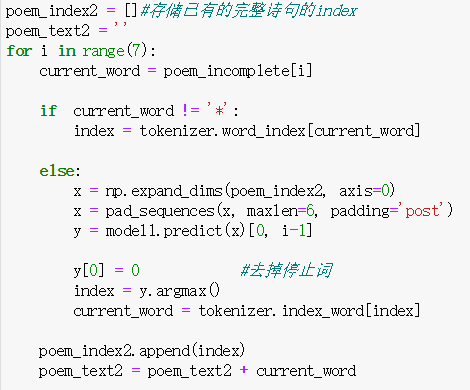 poem_index2 = []#存储已有的完整诗句的index
poem_text2 = ''
for i in range(7):
    current_word = poem_incomplete[i]

    if  current_word != '*':
        index = tokenizer.word_index[current_word]

    else:
        x = np.expand_dims(poem_index2, axis=0)
        x = pad_sequences(x, maxlen=6, padding='post')
        y = model1.predict(x)[0, i-1]

        y[0] = 0            #去掉停止词
        index = y.argmax()
        current_word = tokenizer.index_word[index]

    poem_index2.append(index)
    poem_text2 = poem_text2 + current_word